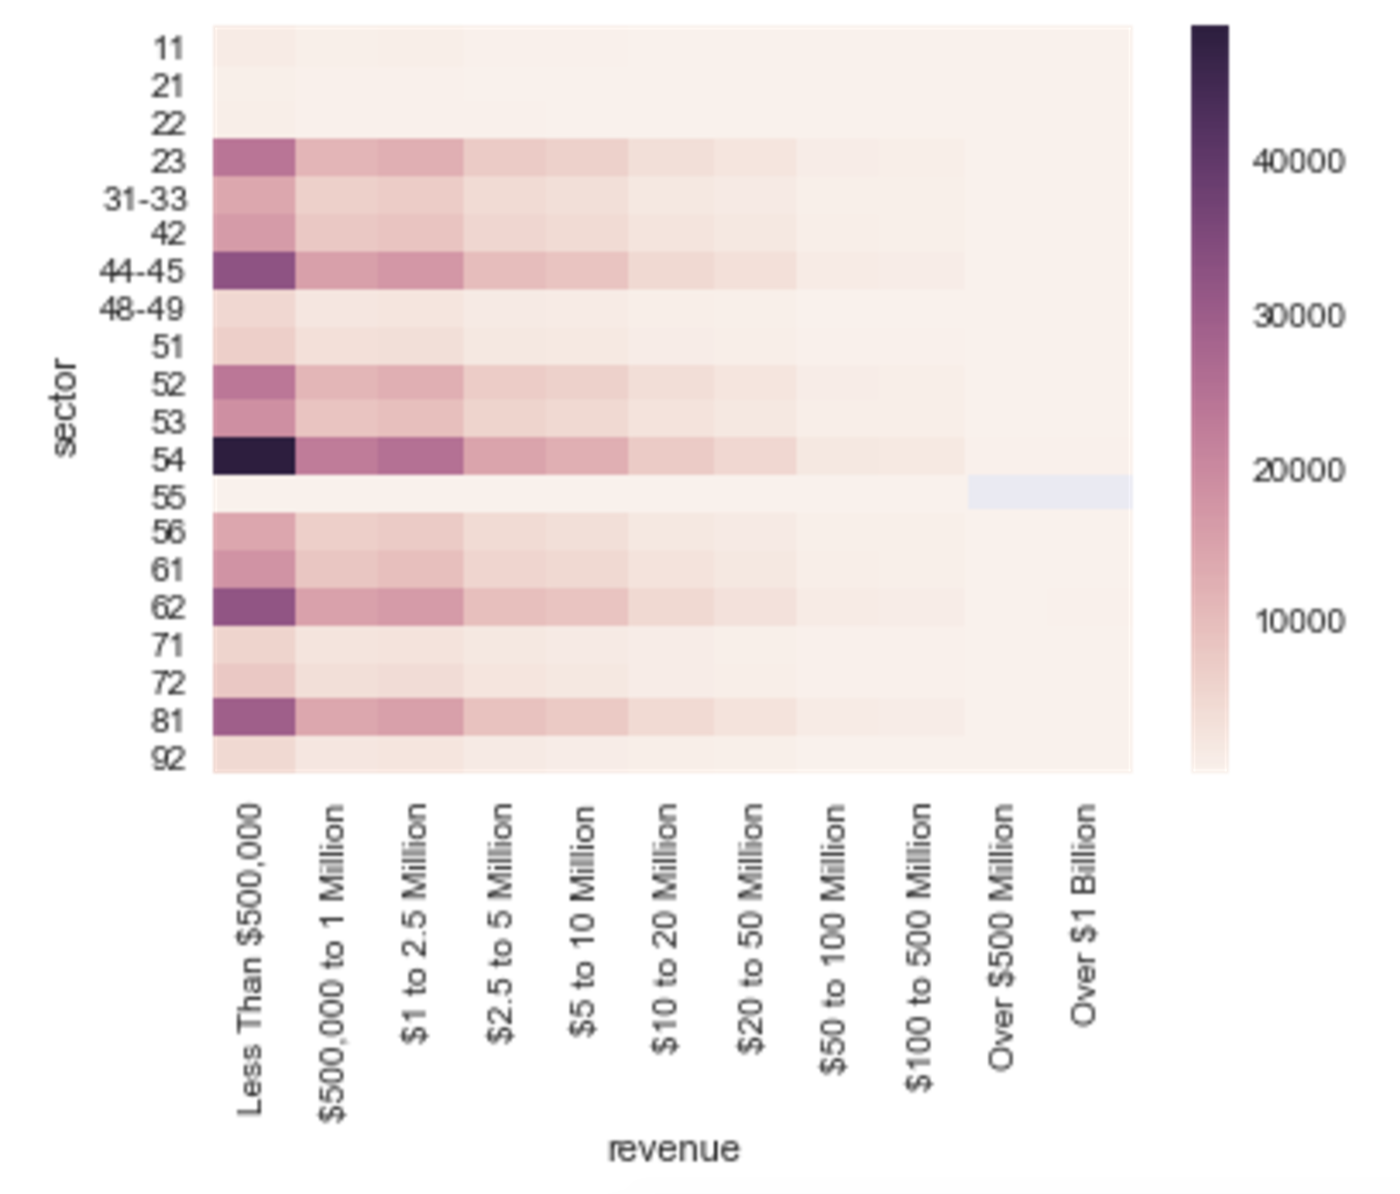 sector
11
21
22
23
31-33
42
44-45
48-49
51
52
53
54
55
56
61
62
71
72
81
92
Less Than $500,000
$500,000 to 1 Million
$1 to 2.5 Million
$2.5 to 5 Million
$5 to 10 Million
$10 to 20 Million
$20 to 50 Million
$50 to 100 Million
$100 to 500 Million
Over $500 Million
Over $1 Billion
revenue
40000
30000
20000
10000